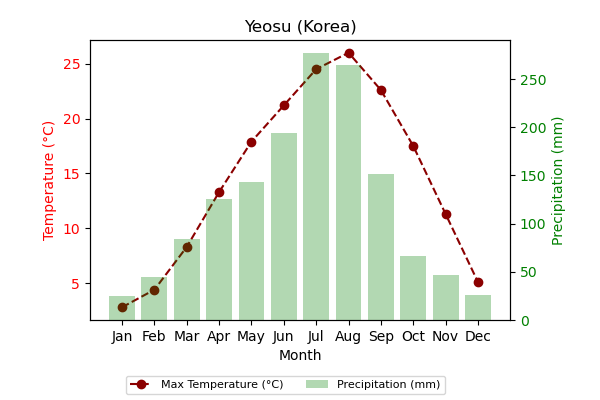 Yeosu (Korea)
25
20
15
10
5
Temperature (°C)
250
200
150
100
50
0
Precipitation (mm)
Jan Feb Mar Apr May Jun Jul Aug Sep Oct Nov Dec
Month
Max Temperature (°C) Precipitation (mm)